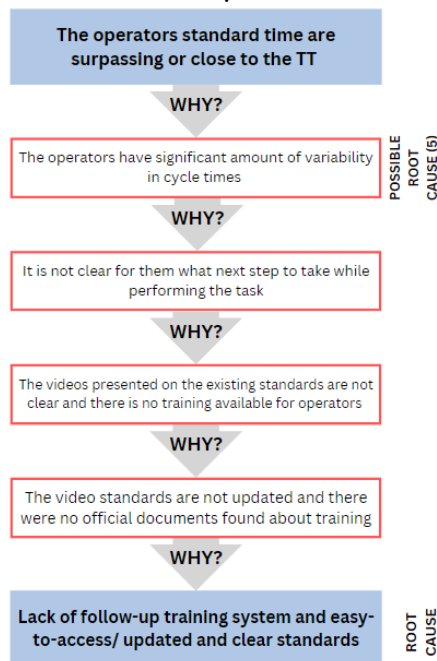 The operators standard time are
surpassing or close to the TT
WHY?
The operators have significant amount of variability
in cycle times
POSSIBLE
ROOT
CAUSE (5)
WHY?
It is not clear for them what next step to take while
performing the task
WHY?
The videos presented on the existing standards are not
clear and there is no training available for operators
WHY?
The video standards are not updated and there
were no official documents found about training
WHY?
Lack of follow-up training system and easy-
to-access/ updated and clear standards
ROOT
CAUSE